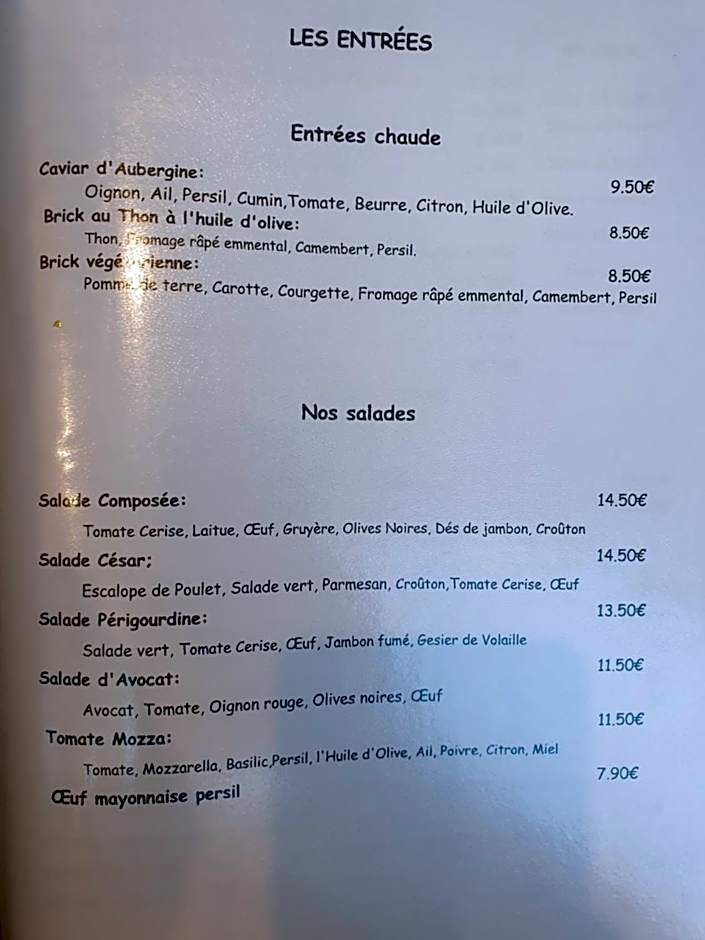 LES ENTRÉES
Entrées chaude
Caviar d'Aubergine:
9.50€
Oignon, Ail, Persil, Cumin,Tomate, Beurre, Citron, Huile d'Olive.
Brick au Thon à l'huile d'olive:
8.50€
Thon, Fromage râpé emmental, Camembert, Persil.
Brick végétarienne:
8.50€
Pomme de terre, Carotte, Courgette, Fromage râpé emmental, Camembert, Persil
Nos salades
Salade Composée:
14.50€
Tomate Cerise, Laitue, Œuf, Gruyère, Olives Noires, Dés de jambon, Croûton
Salade César;
14.50€
Escalope de Poulet, Salade vert, Parmesan, Croûton,Tomate Cerise, Œuf
Salade Périgourdine:
13.50€
Salade vert, Tomate Cerise, Œuf, Jambon fumé, Gesier de Volaille
Salade d'Avocat:
11.50€
Avocat, Tomate, Oignon rouge, Olives noires, Œuf
Tomate Mozza:
11.50€
Tomate, Mozzarella, Basilic,Persil, l'Huile d'Olive, Ail, Poivre, Citron, Miel
7.90€
Œuf mayonnaise persil